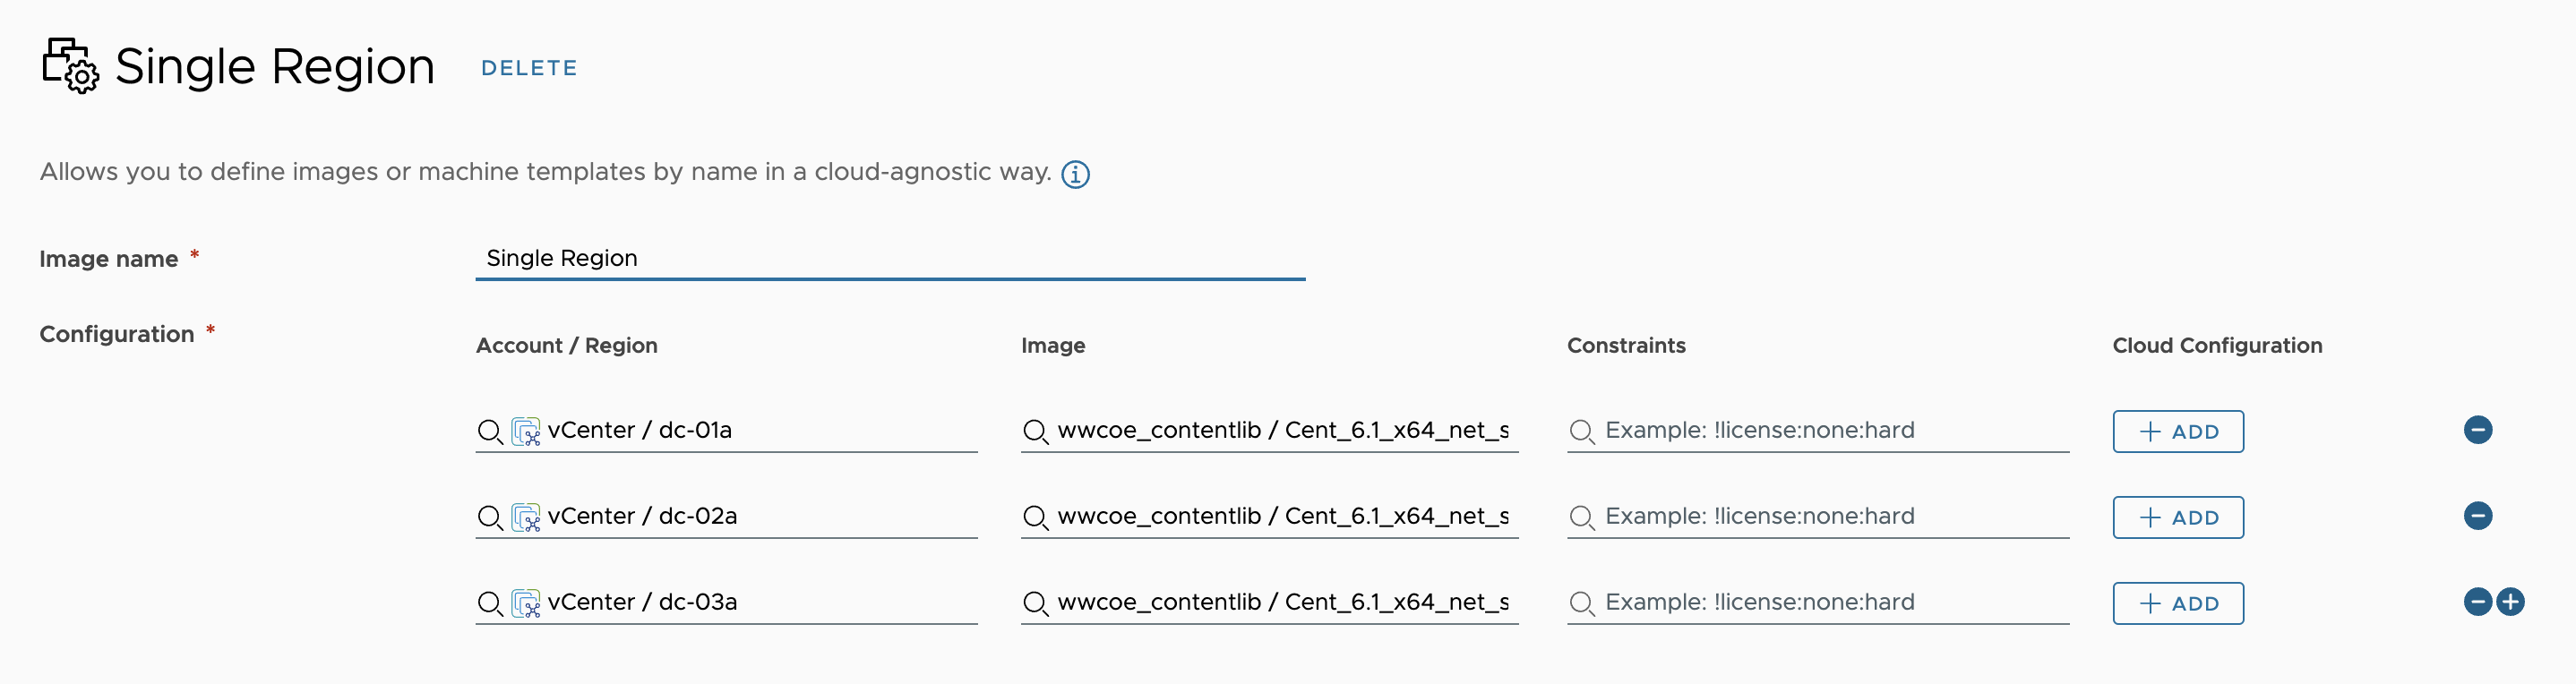 Single Region DELETE
Allows you to define images or machine templates by name in a cloud-agnostic way.
Image name * Single Region
Configuration *
Account / Region Image Constraints Cloud Configuration
vCenter / dc-01a wwcoe_contentlib / Cent_6.1_x64_net_s Example: !license:none:hard + ADD
vCenter / dc-02a wwcoe_contentlib / Cent_6.1_x64_net_s Example: !license:none:hard + ADD
vCenter / dc-03a wwcoe_contentlib / Cent_6.1_x64_net_s Example: !license:none:hard + ADD